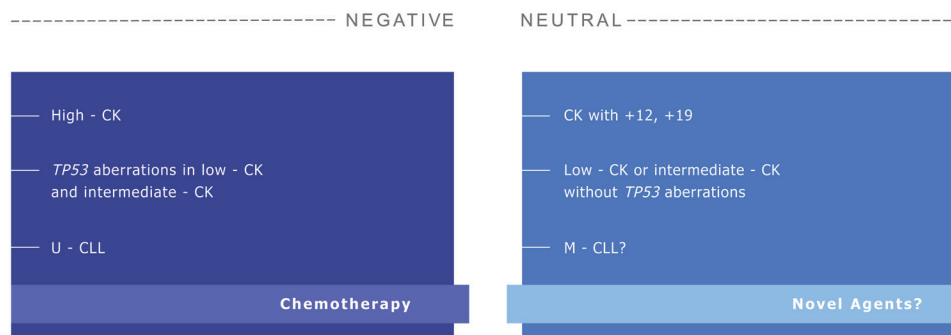 NEGATIVE
High - CK
TP53 aberrations in low - CK
and intermediate - CK
U - CLL
Chemotherapy
NEUTRAL
CK with +12, +19
Low - CK or intermediate - CK
without TP53 aberrations
M - CLL?
Novel Agents?